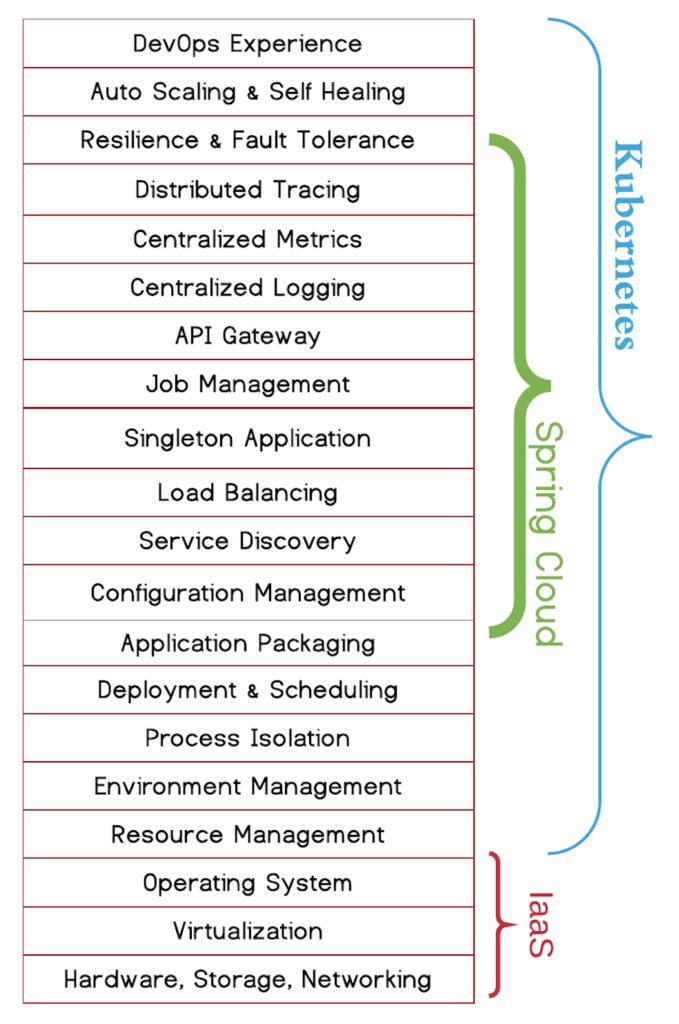 DevOps Experience
Auto Scaling & Self Healing
Resilience & Fault Tolerance
Distributed Tracing
Centralized Metrics
Centralized Logging
API Gateway
Job Management
Singleton Application
Load Balancing
Service Discovery
Configuration Management
Application Packaging
Deployment & Scheduling
Process Isolation
Environment Management
Resource Management
Operating System
Virtualization
Hardware, Storage, Networking
Spring Cloud
Kubernetes
IaaS